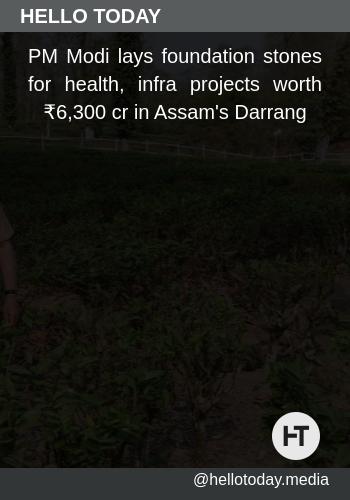 HELLO TODAY
PM Modi lays foundation stones
for health, infra projects worth
₹6,300 cr in Assam's Darrang
HT
@hellotoday.media